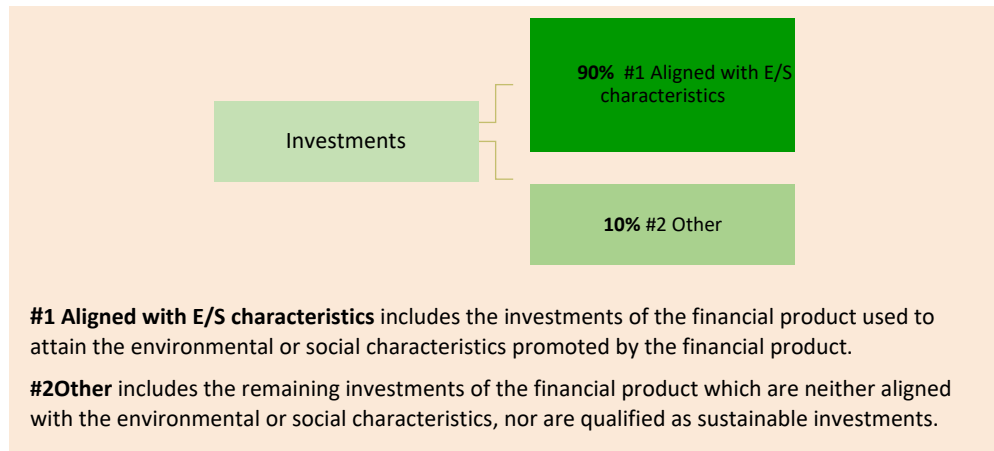 90% #1 Aligned with E/S
characteristics
Investments
10% #2 Other
#1 Aligned with E/S characteristics includes the investments of the financial product used to
attain the environmental or social characteristics promoted by the financial product.
#2Other includes the remaining investments of the financial product which are neither aligned
with the environmental or social characteristics, nor are qualified as sustainable investments.